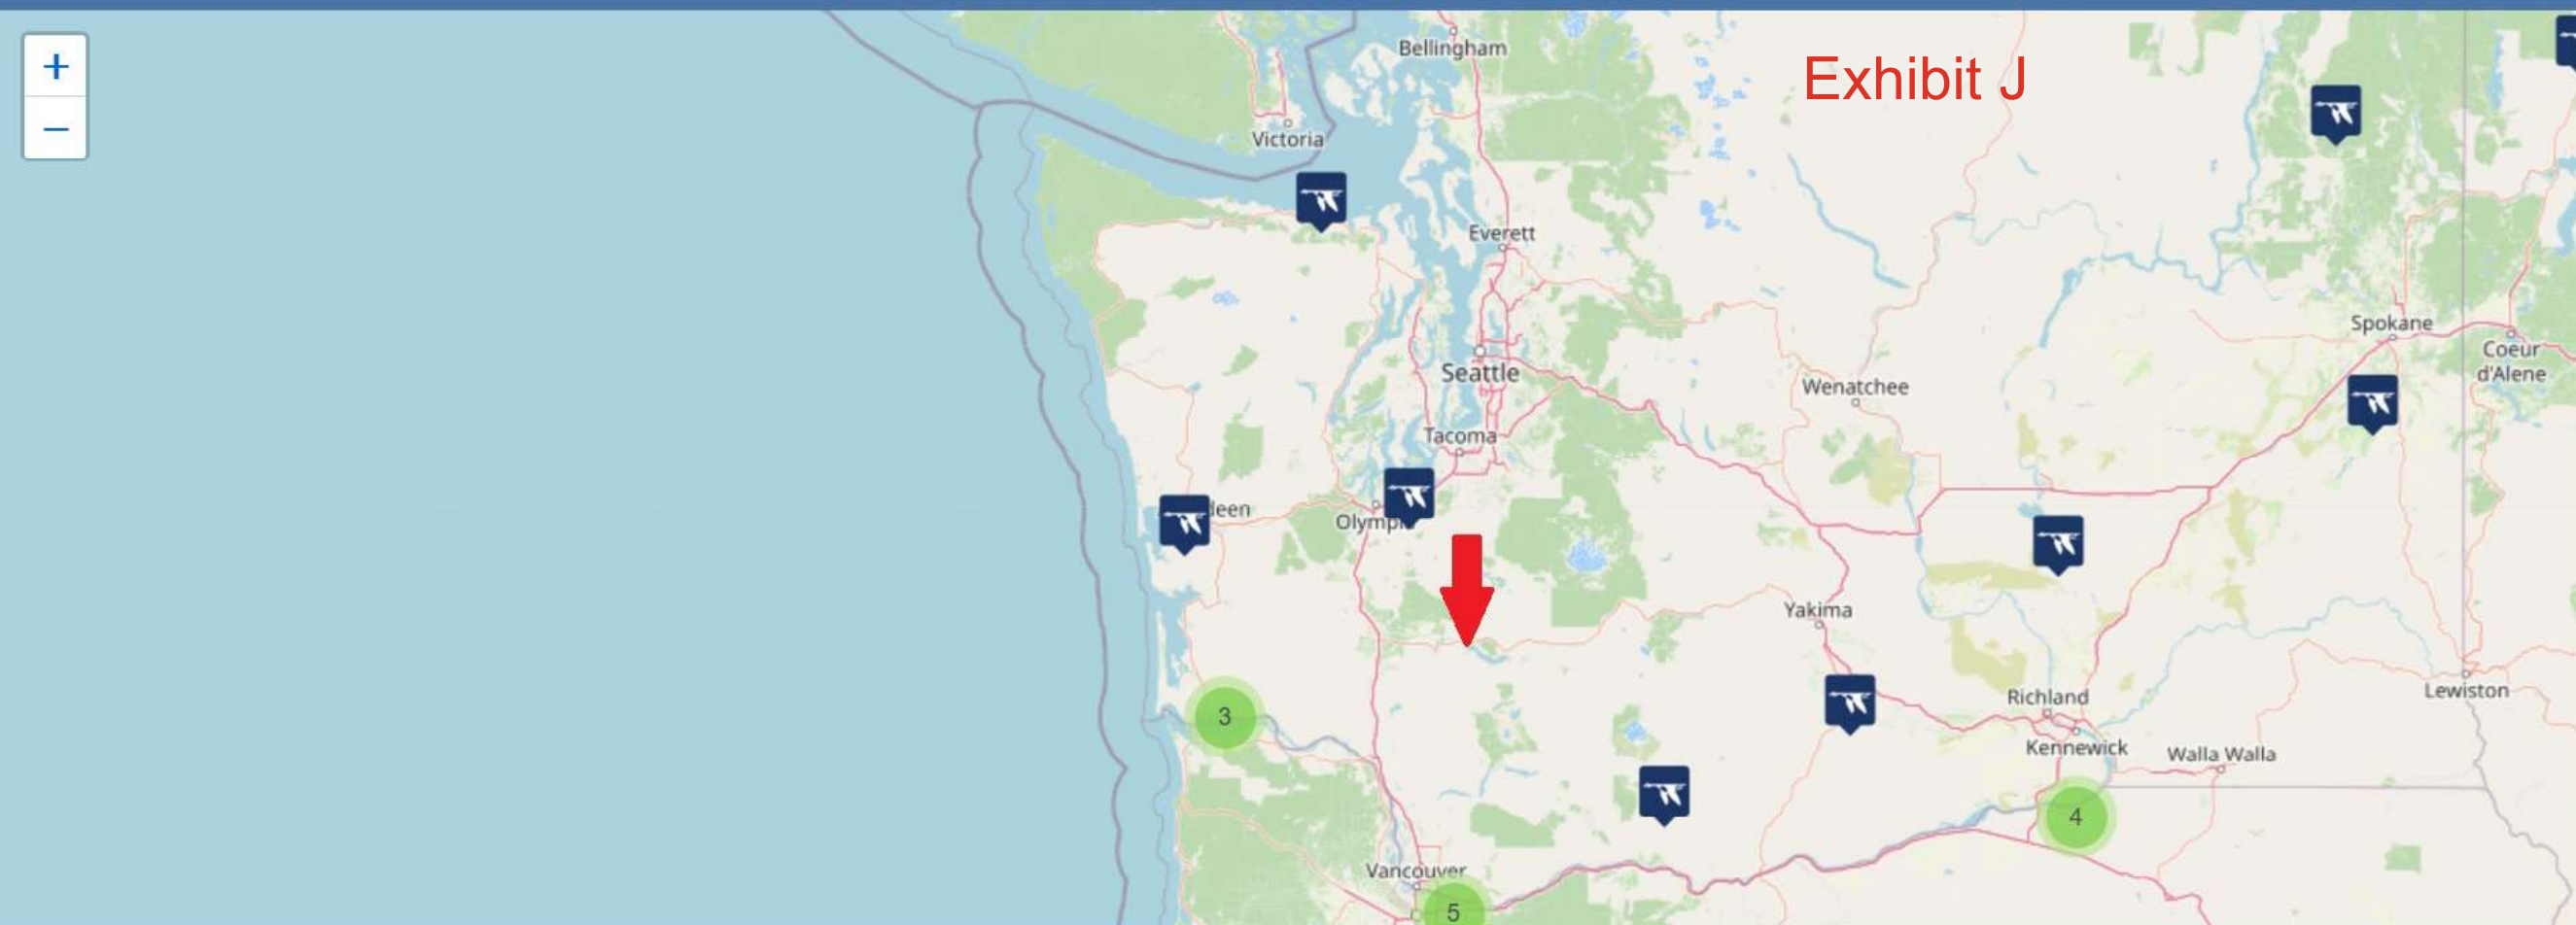 +
Bellingham
Exhibit J
−
Victoria
Everett
Spokane
Coeur
d'Alene
Seattle
Wenatchee
Tacoma
deen
Olymp
Yakima
Richland
Lewiston
3
Kennewick
Walla Walla
4
Vancouver
5